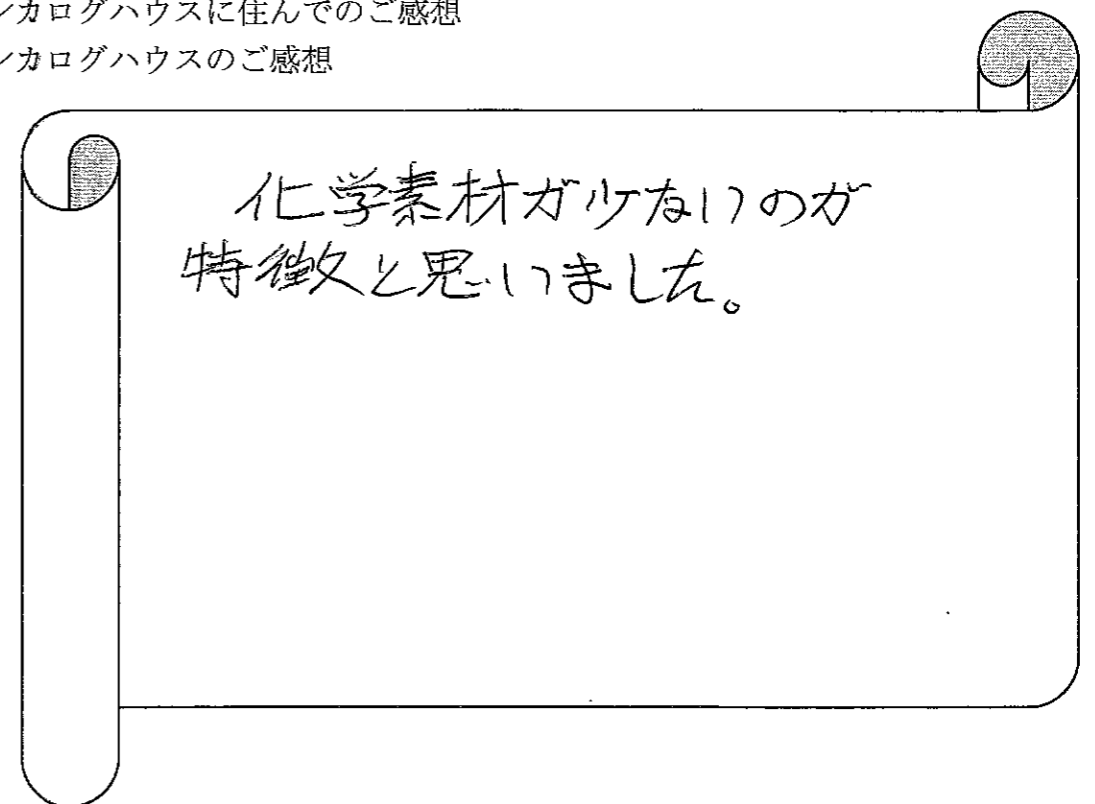 ンカログハウスに住んでのご感想
ンカログハウスのご感想
化学素材が少ないのが
特徴と思いました。